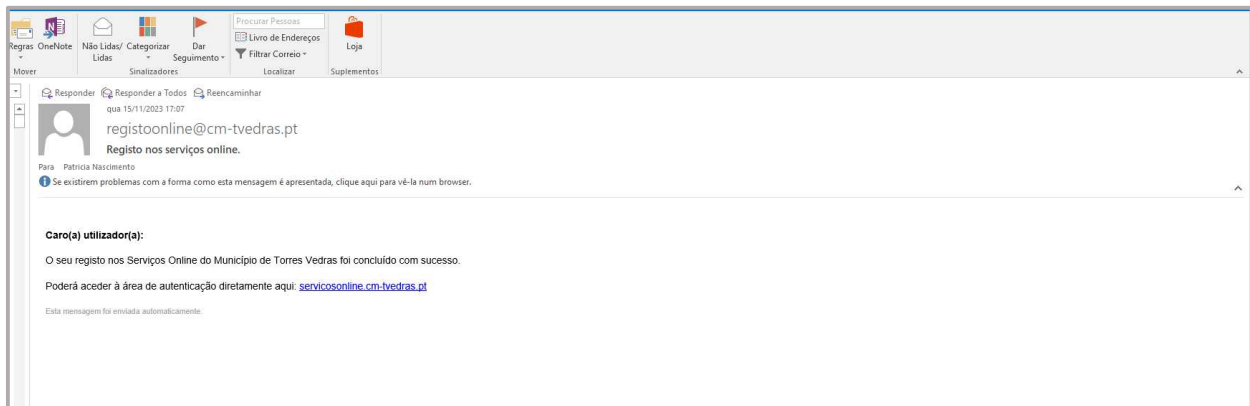 Procurar Pessoas
Regras OneNote Não Lidas/ Categorizar Dar Livro de Endereços Loja
Lidas Seguimento Filtrar Correio
Mover Sinalizadores Localizar Suplementos
Responder Responder a Todos Reencaminhar
qua 15/11/2023 17:07
registoonline@cm-tvedras.pt
Registo nos serviços online.
Para Patricia Nascimento
Se existirem problemas com a forma como esta mensagem é apresentada, clique aqui para vê-la num browser.
Caro(a) utilizador(a):
O seu registo nos Serviços Online do Município de Torres Vedras foi concluído com sucesso.
Poderá aceder à área de autenticação diretamente aqui: servicosonline.cm-tvedras.pt
Esta mensagem foi enviada automaticamente.